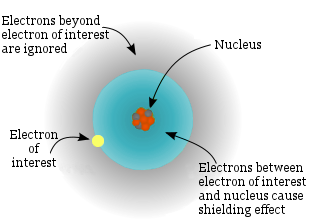 Electrons beyond
electron of interest
are ignored
Nucleus
Electron
of
interest
Electrons between
electron of interest
and nucleus cause
shielding effect